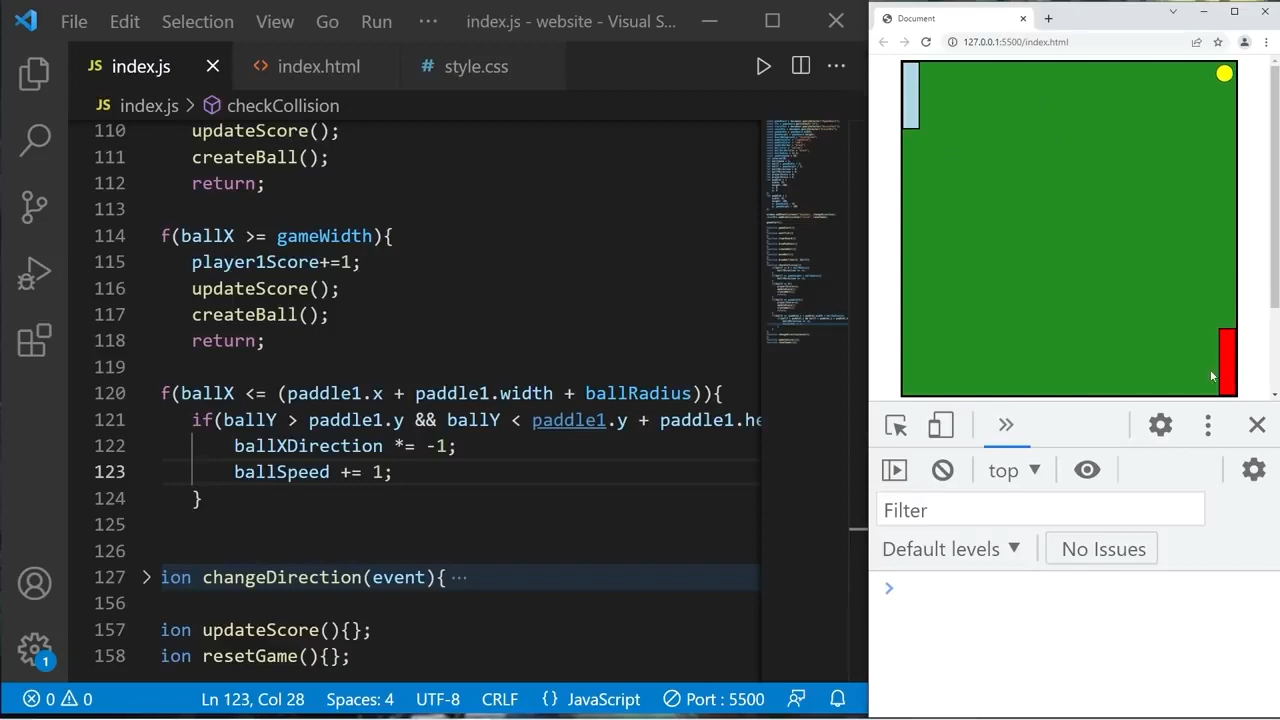 File Edit Selection View Go Run ··· index.js - website - Visual S...
JS index.js
<> index.html
# style.css
JS index.js > checkCollision
110 updateScore();
111 createBall();
112 return;
113
114 f(ballX >= gameWidth){
115 player1Score+=1;
116 updateScore();
117 createBall();
118 return;
119
120 f(ballX <= (paddle1.x + paddle1.width + ballRadius)){
121 if(ballY > paddle1.y && ballY < paddle1.y + paddle1.he
122 ballXDirection *= -1;
123 ballSpeed += 1;
124 }
125
126
127 > ion changeDirection(event){ ···
156
157 ion updateScore(){};
158 ion resetGame(){};
1
0 0 Ln 123, Col 28 Spaces: 4 UTF-8 CRLF {} JavaScript Port : 5500
Document
127.0.0.1:5500/index.html
top
Filter
Default levels
No Issues